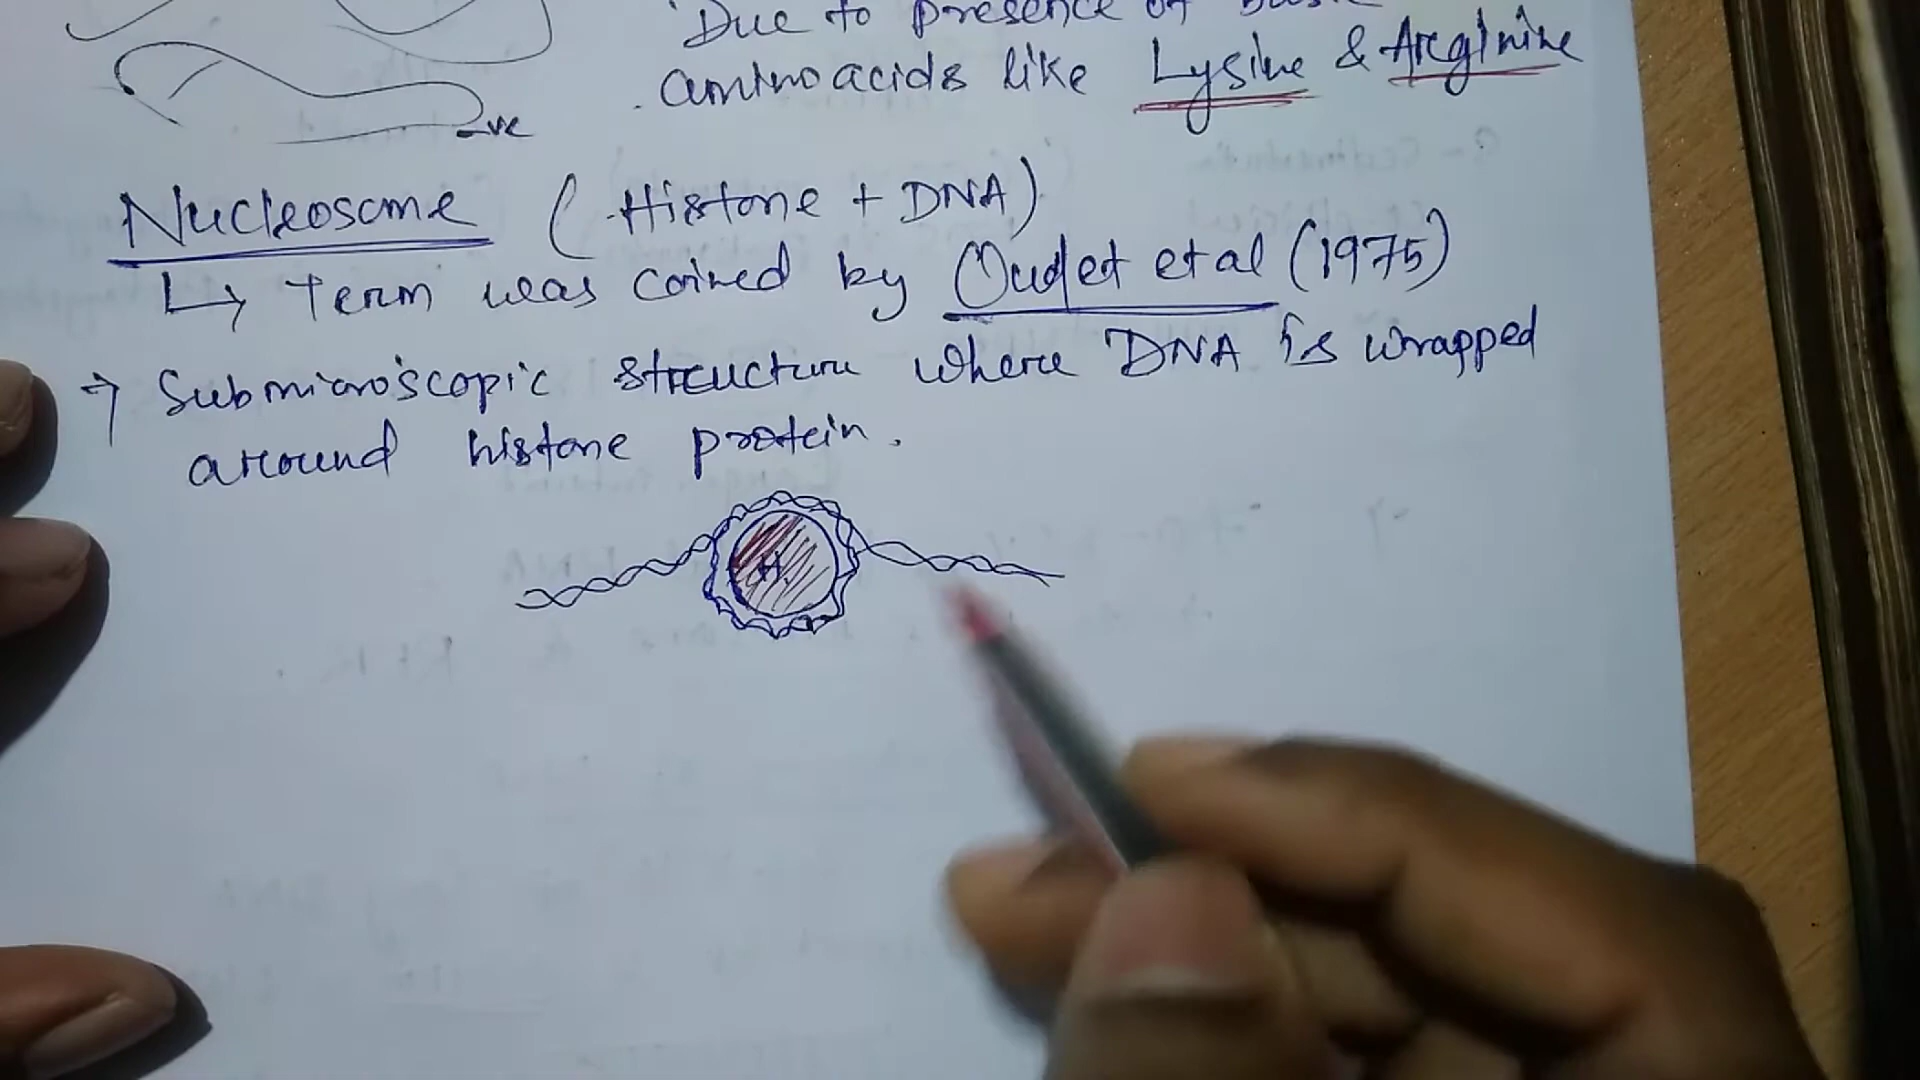 Due to presence of basic
amino acids like Lysine & Arginine
-ve
Nucleosome (Histone + DNA)
↳ Term was coined by Oudet et al (1975)
→ Submicroscopic structure where DNA is wrapped
around histone protein.
H